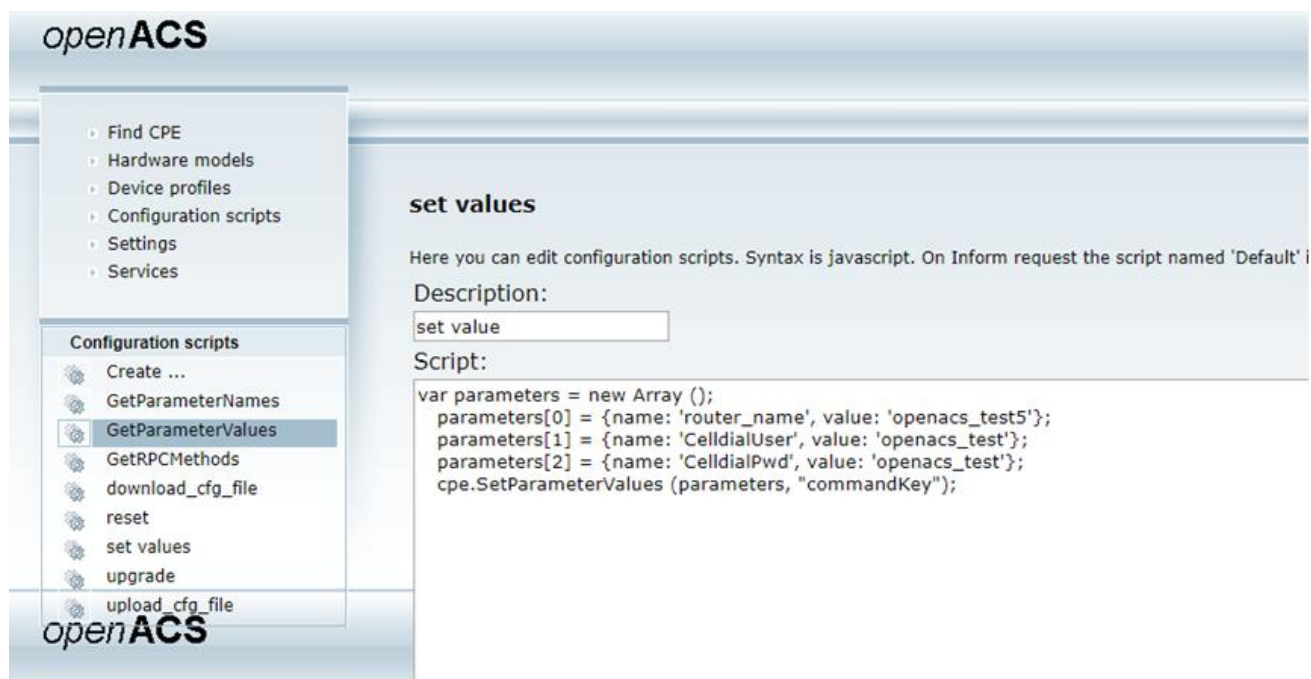 openACS
Find CPE
Hardware models
Device profiles
Configuration scripts
Settings
Services
Configuration scripts
Create ...
GetParameterNames
GetParameterValues
GetRPCMethods
download_cfg_file
reset
set values
upgrade
upload_cfg_file
openACS
set values
Here you can edit configuration scripts. Syntax is javascript. On Inform request the script named 'Default'
Description:
set value
Script:
var parameters = new Array ();
parameters[0] = {name: 'router_name', value: 'openacs_test5'};
parameters[1] = {name: 'CelldialUser', value: 'openacs_test'};
parameters[2] = {name: 'CelldialPwd', value: 'openacs_test'};
cpe.SetParameterValues (parameters, "commandKey");